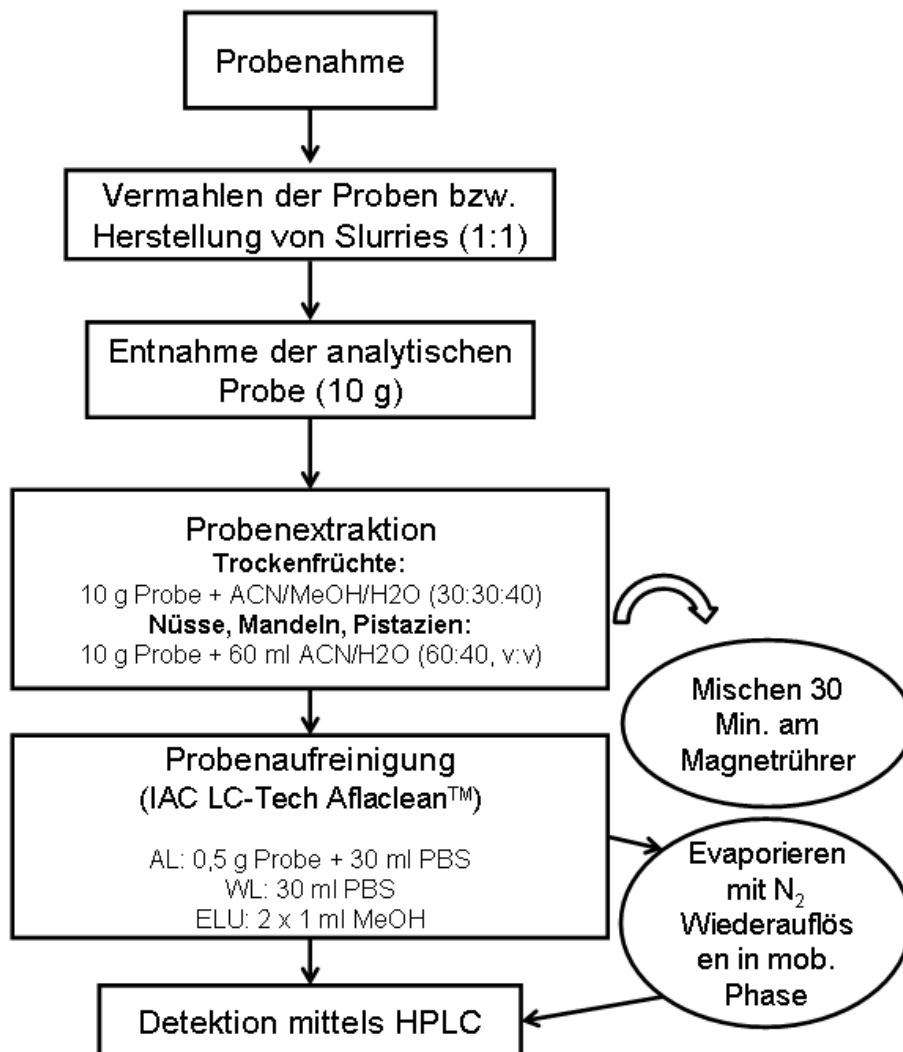 Probenahme
Vermahlen der Proben bzw.
Herstellung von Slurries (1:1)
Entnahme der analytischen
Probe (10 g)
Probenextraktion
Trockenfrüchte:
10 g Probe + ACN/MeOH/H2O (30:30:40)
Nüsse, Mandeln, Pistazien:
10 g Probe + 60 ml ACN/H2O (60:40, v:v)
Mischen 30
Min. am
Magnetrührer
Probenaufreinigung
(IAC LC-Tech Aflaclean™)
AL: 0,5 g Probe + 30 ml PBS
WL: 30 ml PBS
ELU: 2 x 1 ml MeOH
Evaporieren
mit N₂
Wiederauflös
en in mob.
Phase
Detektion mittels HPLC